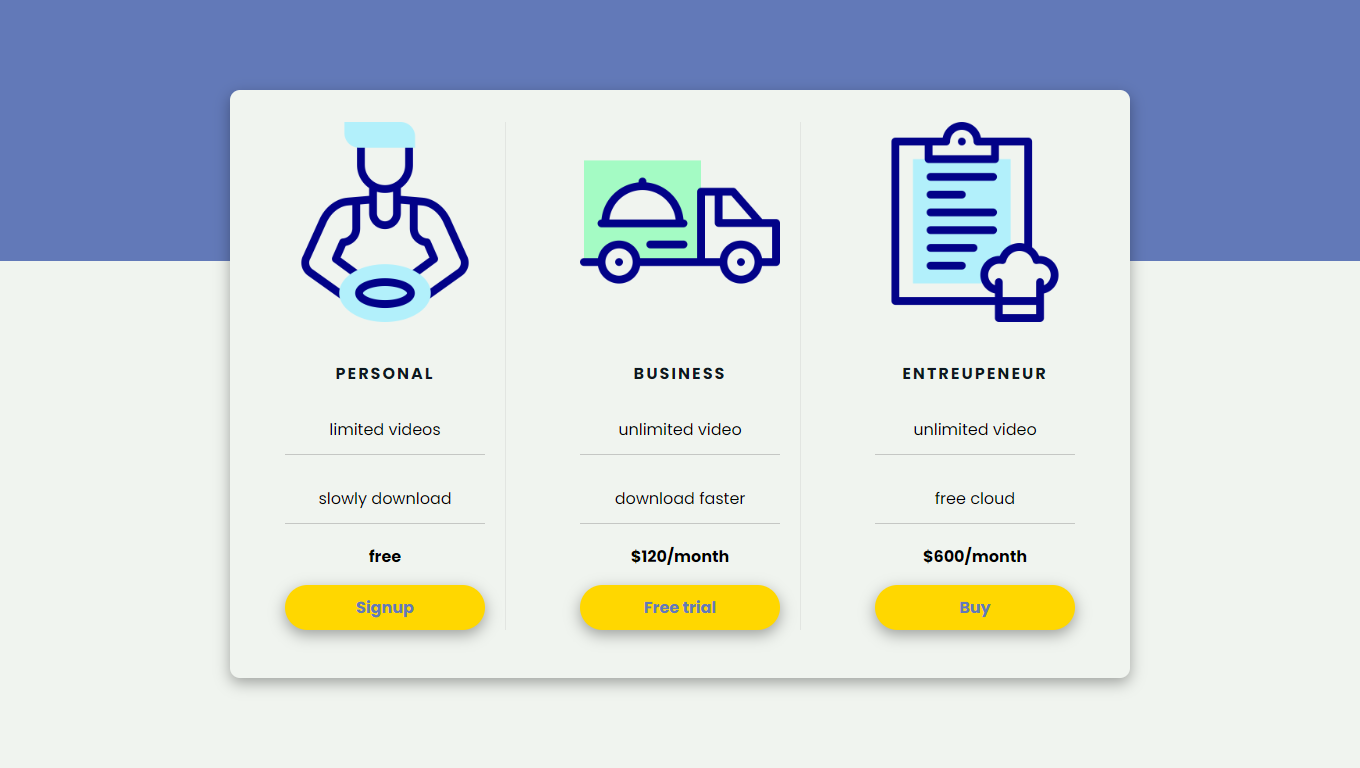 PERSONAL
limited videos
slowly download
free
Signup
BUSINESS
unlimited video
download faster
$120/month
Free trial
ENTREUPENEUR
unlimited video
free cloud
$600/month
Buy